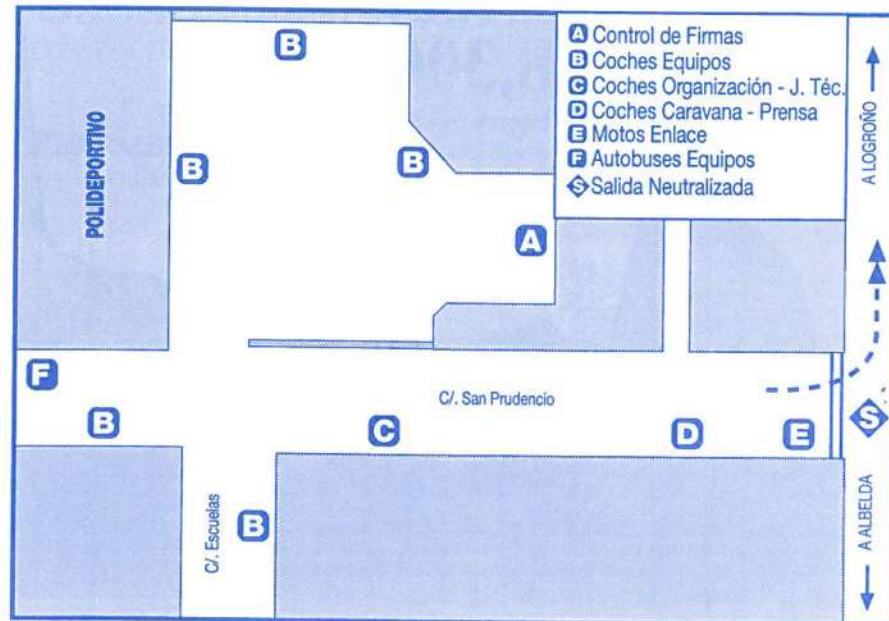 A Control de Firmas
B Coches Equipos
C Coches Organización - J. Téc.
D Coches Caravana - Prensa
E Motos Enlace
F Autobuses Equipos
S Salida Neutralizada
A LOGROÑO
POLIDEPORTIVO
B
B
B
A
F
C/. San Prudencio
B
C
D
E
S
C/. Escuelas
B
A ALBELDA